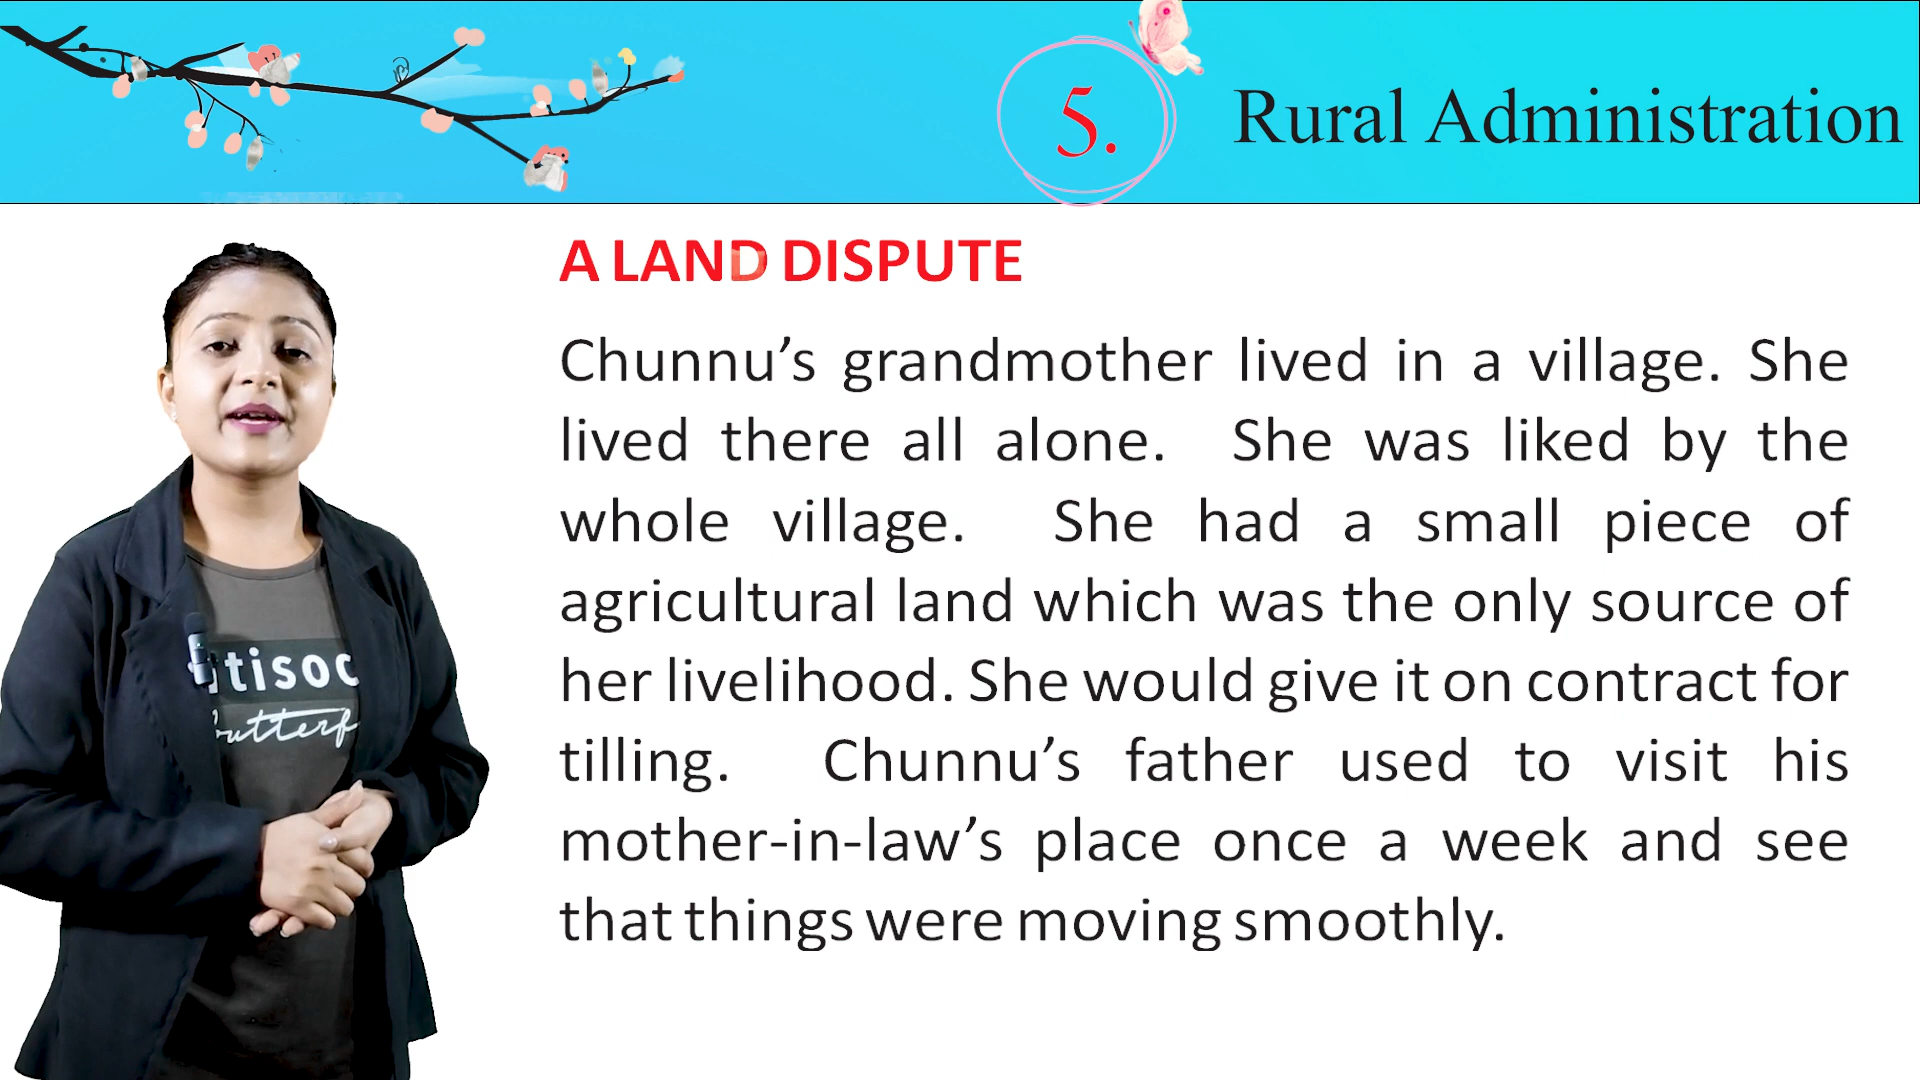 5.
Rural Administration
A LAND DISPUTE
Chunnu’s grandmother lived in a village. She
lived there all alone. She was liked by the
whole village. She had a small piece of
agricultural land which was the only source of
her livelihood. She would give it on contract for
tilling. Chunnu’s father used to visit his
mother-in-law’s place once a week and see
that things were moving smoothly.
tisoc
butterf